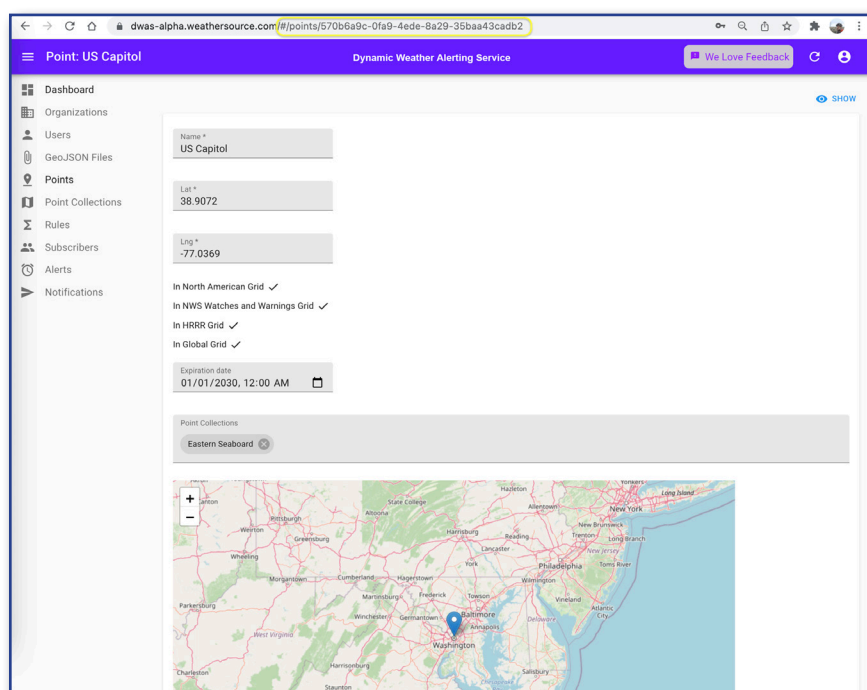 dwas-alpha.weathersource.com/#/points/570b6a9c-0fa9-4ede-8a29-35baa43cadb2
Point: US Capitol
Dynamic Weather Alerting Service
We Love Feedback
Dashboard
SHOW
Organizations
Users
GeoJSON Files
Points
Point Collections
Rules
Subscribers
Alerts
Notifications
Name *
US Capitol
Lat *
38.9072
Lng *
-77.0369
In North American Grid
In NWS Watches and Warnings Grid
In HRRR Grid
In Global Grid
Expiration date
01/01/2030, 12:00 AM
Point Collections
Eastern Seaboard
+
−
Canton
State College
Hazleton
Yonkers
Long Island
Altoona
Allentown
New York
Pittsburgh
New Brunswick
Weirton
Greensburg
Harrisburg
Reading
Trenton
Long Branch
Lancaster
New Jersey
Wheeling
York
Philadelphia
Toms River
Morgantown
Cumberland
Hagerstown
Wilmington
Martinsburg
Frederick
Towson
Vineland
Parkersburg
Atlantic
City
Winchester
Germantown
Baltimore
Delaware
Annapolis
West Virginia
Washington
Harrisonburg
Salisbury
Charleston
Chesapeake
Staunton